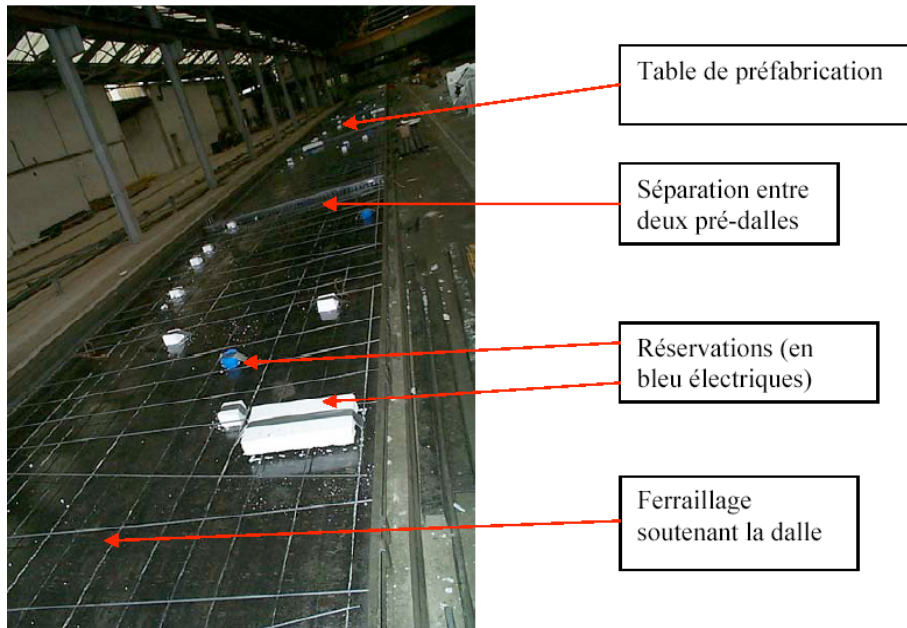 Table de préfabrication
Séparation entre
deux pré-dalles
Réservations (en
bleu électriques)
Ferraillage
soutenant la dalle